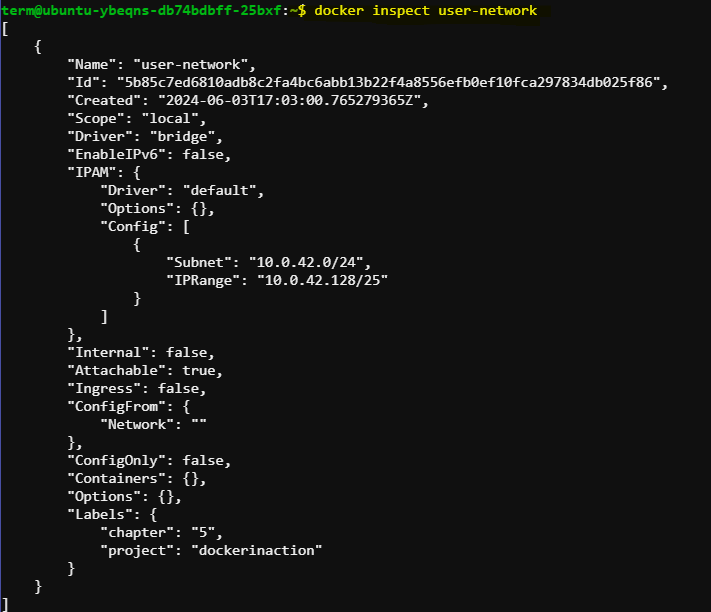 term@ubuntu-ybeqns-db74bdbff-25bxf:~$ docker inspect user-network
[
    {
        "Name": "user-network",
        "Id": "5b85c7ed6810adb8c2fa4bc6abb13b22f4a8556efb0ef10fca297834db025f86",
        "Created": "2024-06-03T17:03:00.765279365Z",
        "Scope": "local",
        "Driver": "bridge",
        "EnableIPv6": false,
        "IPAM": {
            "Driver": "default",
            "Options": {},
            "Config": [
                {
                    "Subnet": "10.0.42.0/24",
                    "IPRange": "10.0.42.128/25"
                }
            ]
        },
        "Internal": false,
        "Attachable": true,
        "Ingress": false,
        "ConfigFrom": {
            "Network": ""
        },
        "ConfigOnly": false,
        "Containers": {},
        "Options": {},
        "Labels": {
            "chapter": "5",
            "project": "dockerinaction"
        }
    }
]